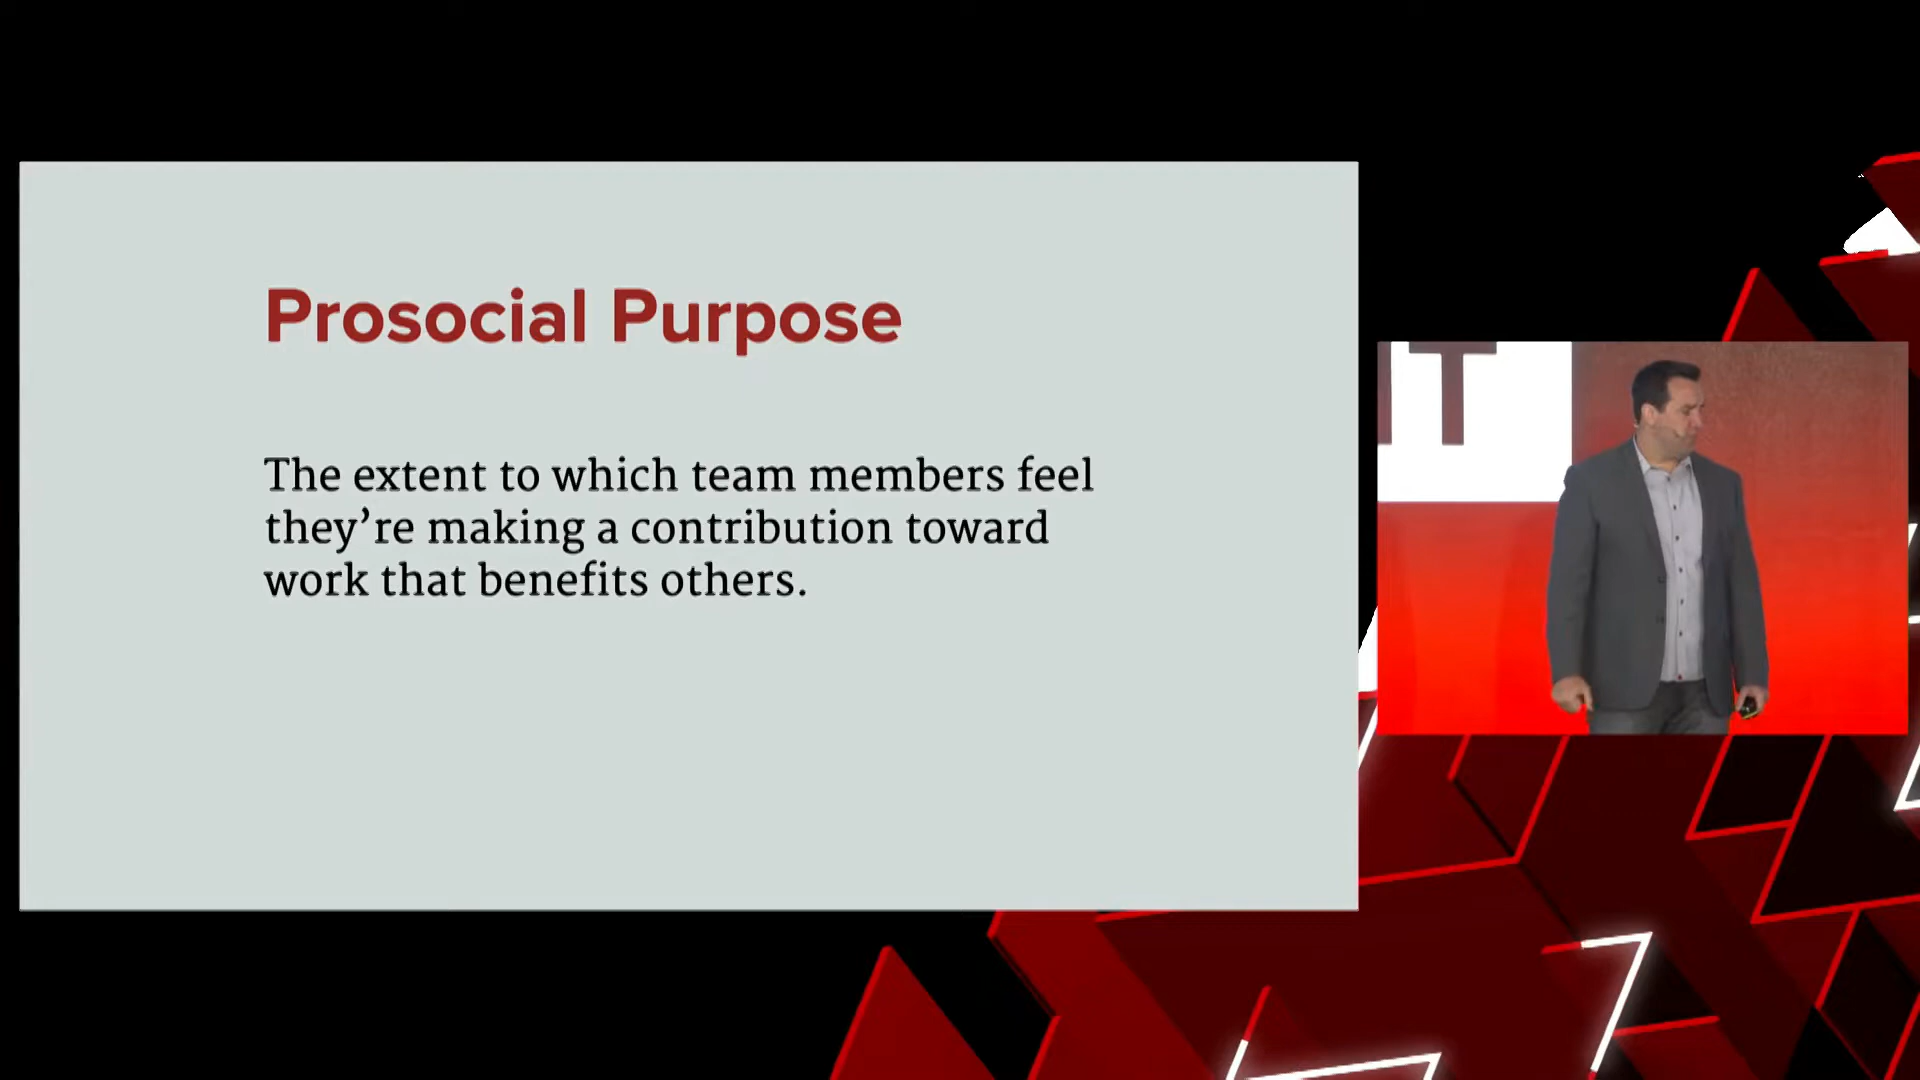 Prosocial Purpose
The extent to which team members feel
they’re making a contribution toward
work that benefits others.